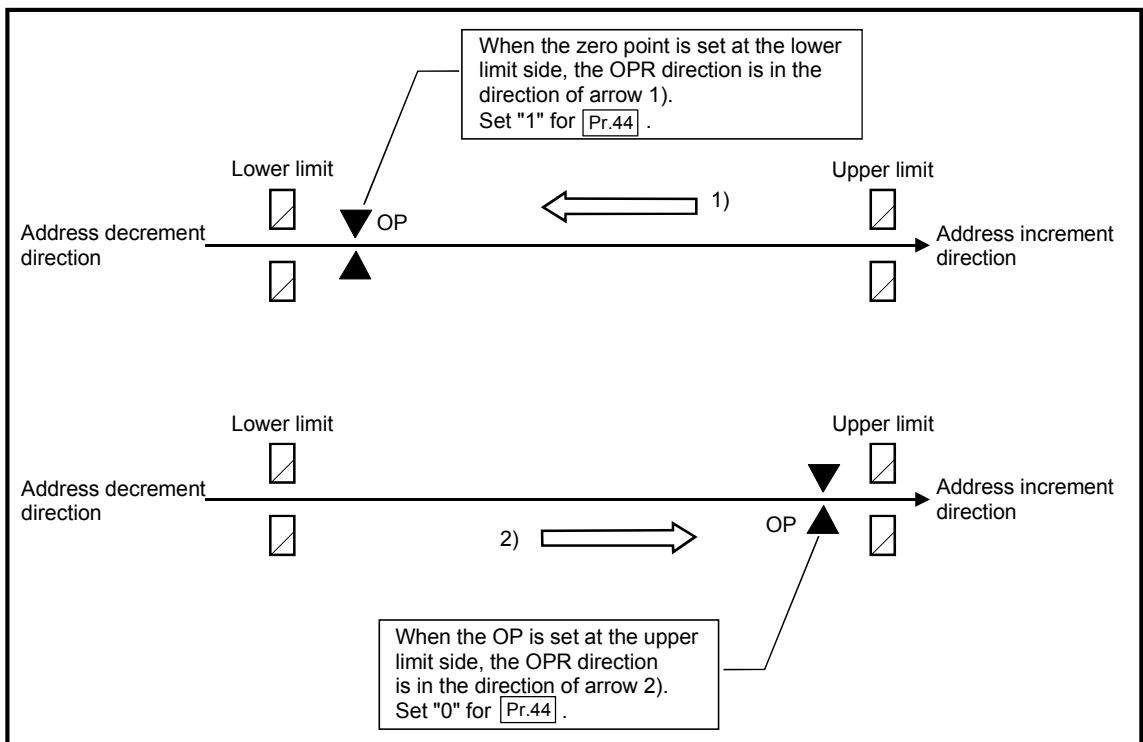 When the zero point is set at the lower
limit side, the OPR direction is in the
direction of arrow 1).
Set "1" for Pr.44 .
Lower limit
Upper limit
1)
OP
Address decrement
direction
Address increment
direction
Lower limit
Upper limit
Address decrement
direction
Address increment
direction
2)
OP
When the OP is set at the upper
limit side, the OPR direction
is in the direction of arrow 2).
Set "0" for Pr.44 .